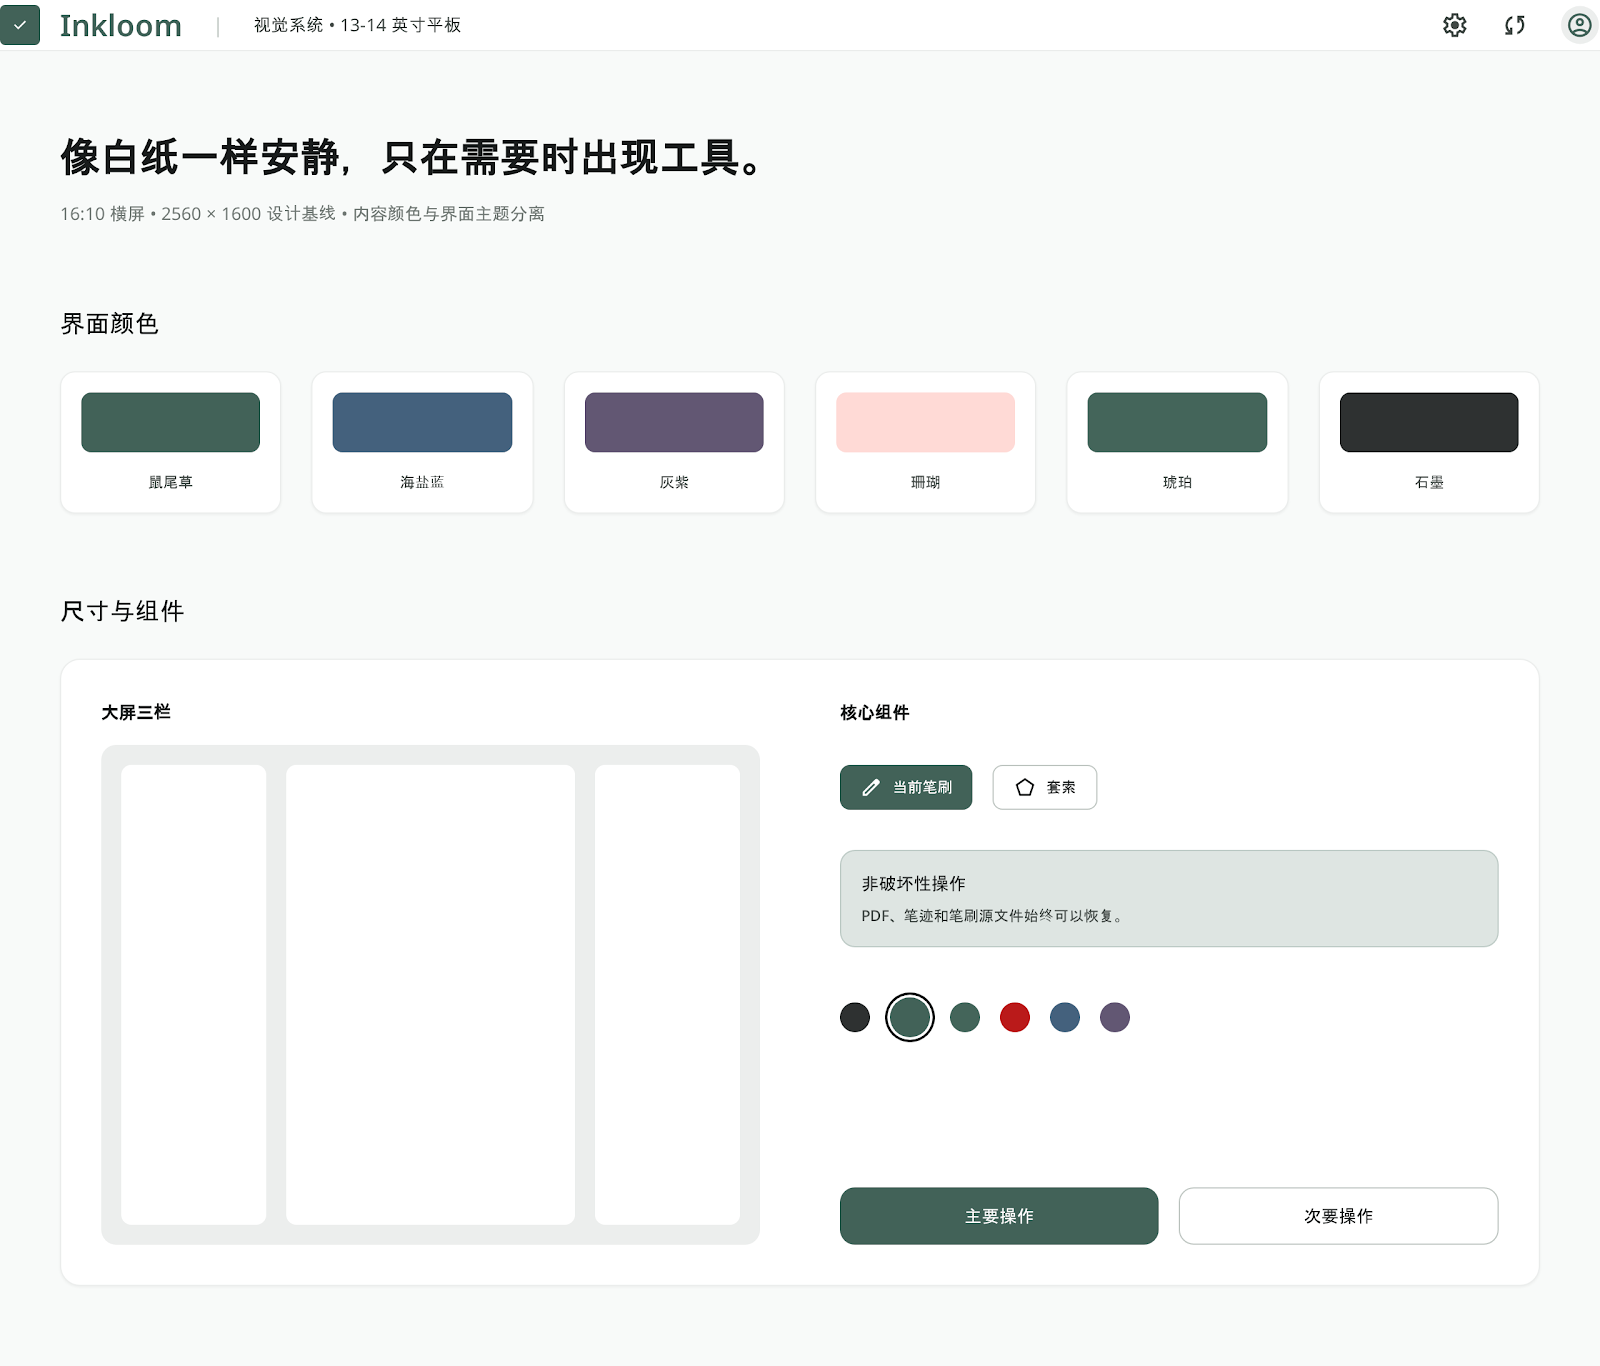 Inkloom | 视觉系统 • 13-14 英寸平板
像白纸一样安静，只在需要时出现工具。
16:10 横屏 • 2560 × 1600 设计基线 • 内容颜色与界面主题分离
界面颜色
鼠尾草
海盐蓝
灰紫
珊瑚
琥珀
石墨
尺寸与组件
大屏三栏
核心组件
当前笔刷
套索
非破坏性操作
PDF、笔迹和笔刷源文件始终可以恢复。
主要操作
次要操作